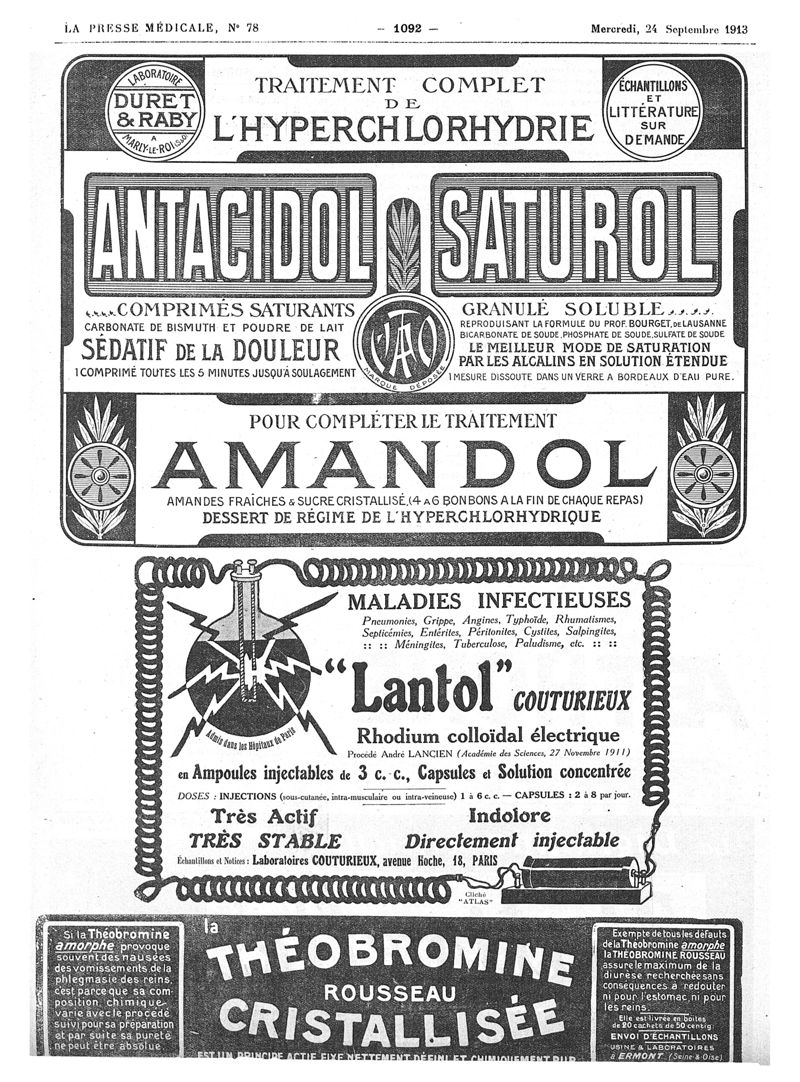 LA PRESSE MÉDICALE, N° 78
— 1092 —
Mercredi, 24 Septembre 1913
LABORATOIRE
DURET
& RABY
A
MARLY-LE-ROI (S.&O)
TRAITEMENT COMPLET
DE
L'HYPERCHLORHYDRIE
ÉCHANTILLONS
ET
LITTÉRATURE
SUR
DEMANDE
ANTACIDOL
SATUROL
COMPRIMÉS SATURANTS
CARBONATE DE BISMUTH ET POUDRE DE LAIT
SÉDATIF DE LA DOULEUR
1 COMPRIMÉ TOUTES LES 5 MINUTES JUSQU'À SOULAGEMENT
MARQUE DÉPOSÉE
GRANULÉ SOLUBLE
REPRODUISANT LA FORMULE DU PROF. BOURGET, DE LAUSANNE
BICARBONATE DE SOUDE, PHOSPHATE DE SOUDE, SULFATE DE SOUDE
LE MEILLEUR MODE DE SATURATION
PAR LES ALCALINS EN SOLUTION ÉTENDUE
1 MESURE DISSOUTE DANS UN VERRE A BORDEAUX D'EAU PURE.
POUR COMPLÉTER LE TRAITEMENT
AMANDOL
AMANDES FRAÎCHES & SUCRE CRISTALLISÉ, (4 A 6 BONBONS A LA FIN DE CHAQUE REPAS)
DESSERT DE RÉGIME DE L'HYPERCHLORHYDRIQUE
MALADIES INFECTIEUSES
Pneumonies, Grippe, Angines, Typhoïde, Rhumatismes,
Septicémies, Entérites, Péritonites, Cystites, Salpingites,
:: :: Méningites, Tuberculose, Paludisme, etc. :: ::
"Lantol" COUTURIEUX
Admis dans les Hôpitaux de Paris
Rhodium colloïdal électrique
Procédé André LANCIEN (Académie des Sciences, 27 Novembre 1911)
en Ampoules injectables de 3 c. c., Capsules et Solution concentrée
DOSES : INJECTIONS (sous-cutanée, intra-musculaire ou intra-veineuse) 1 à 6 c. c. — CAPSULES : 2 à 8 par jour.
Très Actif
Indolore
TRÈS STABLE
Directement injectable
Échantillons et Notices : Laboratoires COUTURIEUX, avenue Hoche, 18, PARIS
Cliché
"ATLAS"
Si la Théobromine
amorphe provoque
souvent des nausées
des vomissements de la
phlegmasie des reins,
c'est parce que sa com-
position chimique
varie avec le procédé
suivi pour sa préparation
et par suite sa pureté
ne peut être absolue.
la
THÉOBROMINE
ROUSSEAU
CRISTALLISÉE
EST UN PRINCIPE ACTIF FIXE NETTEMENT DÉFINI ET CHIMIQUEMENT PUR
Exempte de tous les défauts
de la Théobromine amorphe
la THÉOBROMINE ROUSSEAU
assure le maximum de la
diurèse recherchée sans
conséquences à redouter
ni pour l'estomac, ni pour
les reins.
Elle est livrée en boîtes
de 20 cachets de 50 centig:
ENVOI D'ÉCHANTILLONS
USINE & LABORATOIRES
à ERMONT (Seine & Oise)